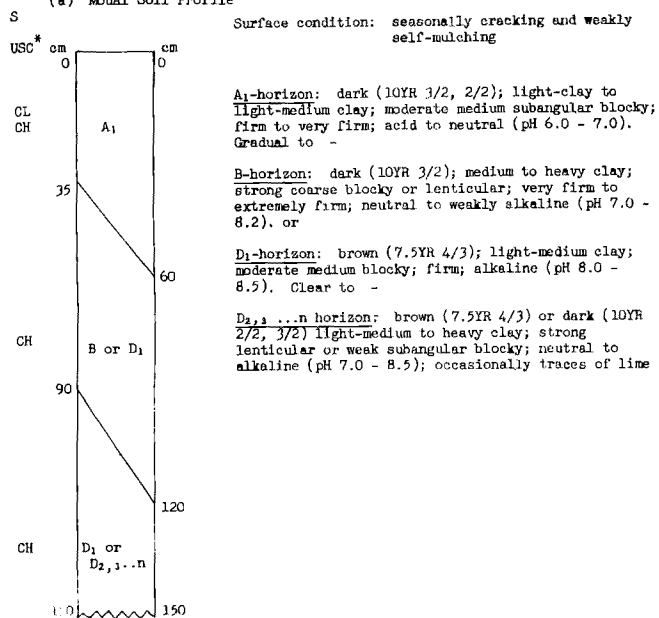 (a) Modal Soil Profile
S
USC* cm cm
0 0
Surface condition: seasonally cracking and weakly
self-mulching
A1-horizon: dark (10YR 3/2, 2/2); light-clay to
light-medium clay; moderate medium subangular blocky;
firm to very firm; acid to neutral (pH 6.0 - 7.0).
Gradual to -
CL
CH A1
B-horizon: dark (10YR 3/2); medium to heavy clay;
strong coarse blocky or lenticular; very firm to
extremely firm; neutral to weakly alkaline (pH 7.0 -
8.2). or
35
D1-horizon: brown (7.5YR 4/3); light-medium clay;
moderate medium blocky; firm; alkaline (pH 8.0 -
8.5). Clear to -
60
D2,3 ...n horizon: brown (7.5YR 4/3) or dark (10YR
2/2, 3/2) light-medium to heavy clay; strong
lenticular or weak subangular blocky; neutral to
alkaline (pH 7.0 - 8.5); occasionally traces of lime
CH B or D1
90
120
CH D1 or
D2,3..n
150